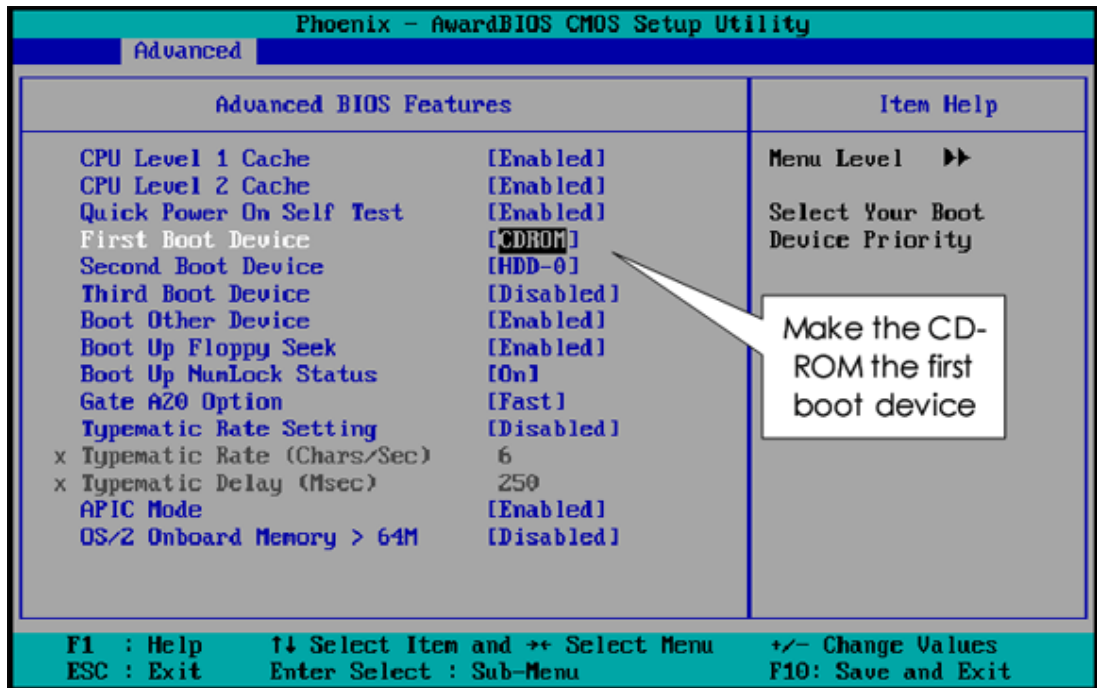 Phoenix - AwardBIOS CMOS Setup Utility
Advanced
Advanced BIOS Features
Item Help
CPU Level 1 Cache [Enabled]
CPU Level 2 Cache [Enabled]
Quick Power On Self Test [Enabled]
First Boot Device [CDROM]
Second Boot Device [HDD-0]
Third Boot Device [Disabled]
Boot Other Device [Enabled]
Boot Up Floppy Seek [Enabled]
Boot Up NumLock Status [On]
Gate A20 Option [Fast]
Typematic Rate Setting [Disabled]
x Typematic Rate (Chars/Sec) 6
x Typematic Delay (Msec) 250
APIC Mode [Enabled]
OS/2 Onboard Memory > 64M [Disabled]
Menu Level ▶▶
Select Your Boot
Device Priority
Make the CD-
ROM the first
boot device
F1 : Help ↑↓ Select Item and →← Select Menu +/- Change Values
ESC : Exit Enter Select : Sub-Menu F10: Save and Exit